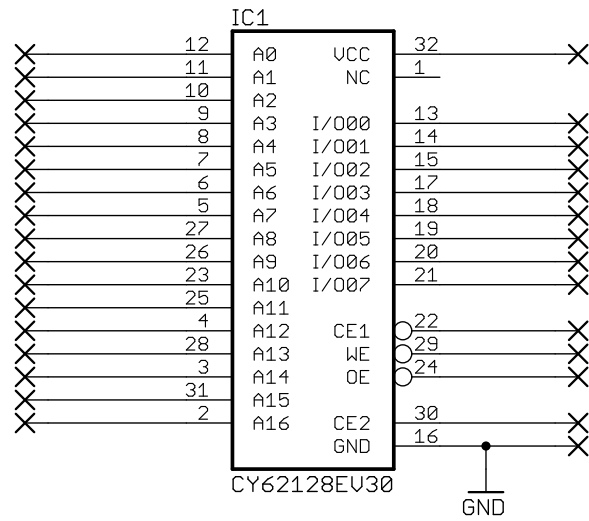 IC1
12 A0 VCC 32
11 A1 NC 1
10 A2
9 A3 I/O00 13
8 A4 I/O01 14
7 A5 I/O02 15
6 A6 I/O03 17
5 A7 I/O04 18
27 A8 I/O05 19
26 A9 I/O06 20
23 A10 I/O07 21
25 A11
4 A12 CE1 22
28 A13 WE 29
3 A14 OE 24
31 A15
2 A16 CE2 30
GND 16
CY62128EV30
GND